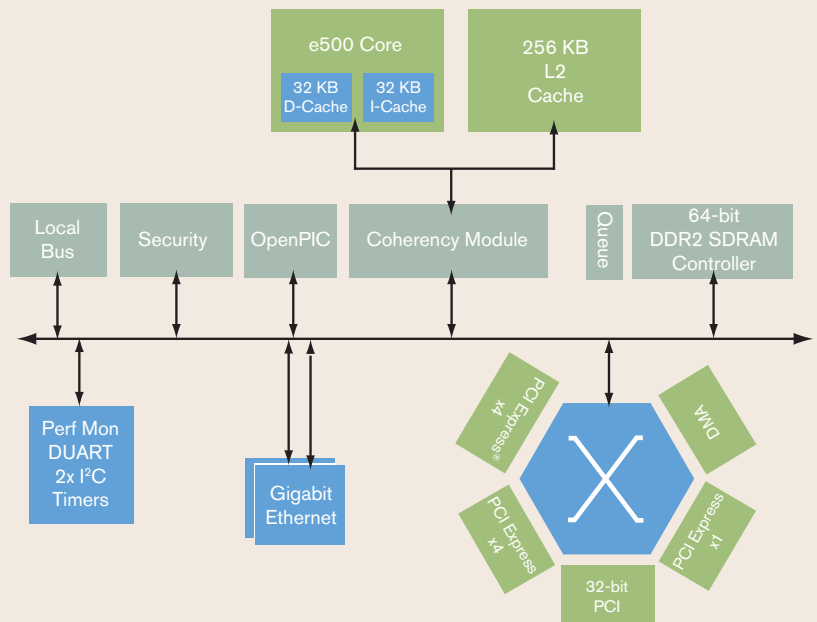 e500 Core
32 KB
D-Cache
32 KB
I-Cache
256 KB
L2
Cache
Local
Bus
Security
OpenPIC
Coherency Module
Queue
64-bit
DDR2 SDRAM
Controller
Perf Mon
DUART
2x I²C
Timers
Gigabit
Ethernet
PCI Express®
x4
DMA
PCI Express
x4
PCI Express
x1
32-bit
PCI